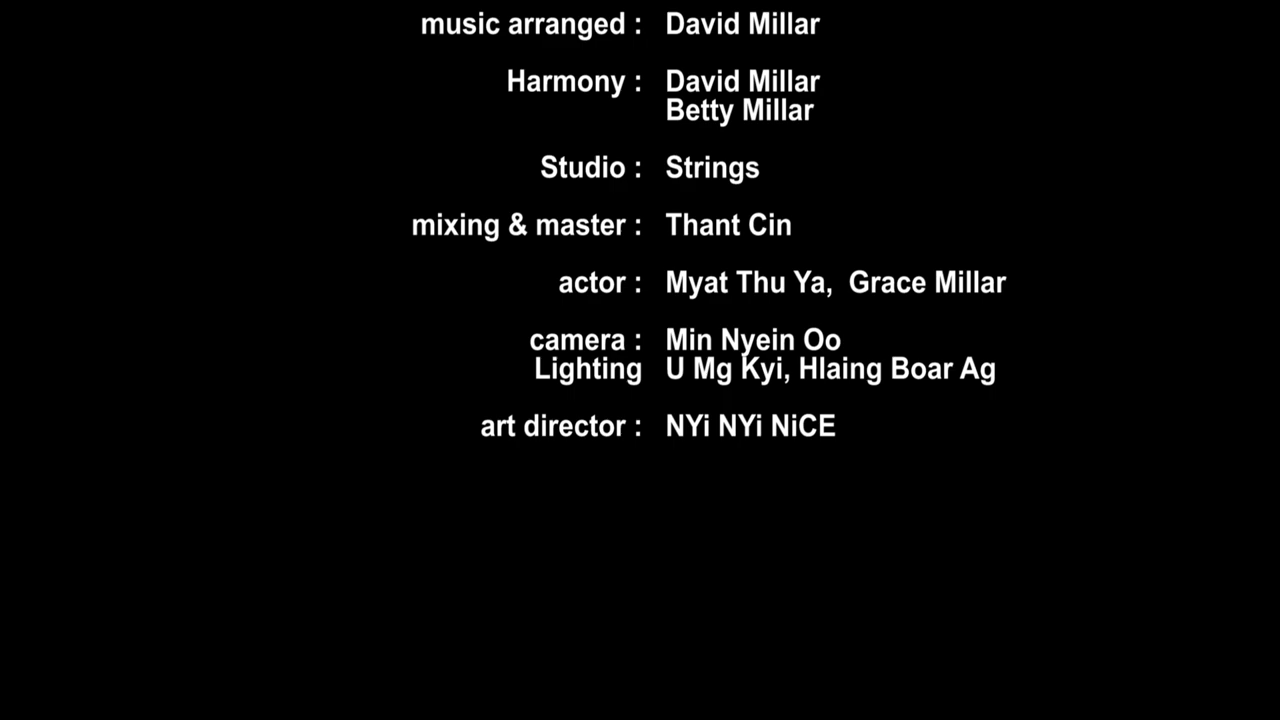 music arranged : David Millar
Harmony : David Millar
Betty Millar
Studio : Strings
mixing & master : Thant Cin
actor : Myat Thu Ya, Grace Millar
camera : Min Nyein Oo
Lighting U Mg Kyi, Hlaing Boar Ag
art director : NYi NYi NiCE